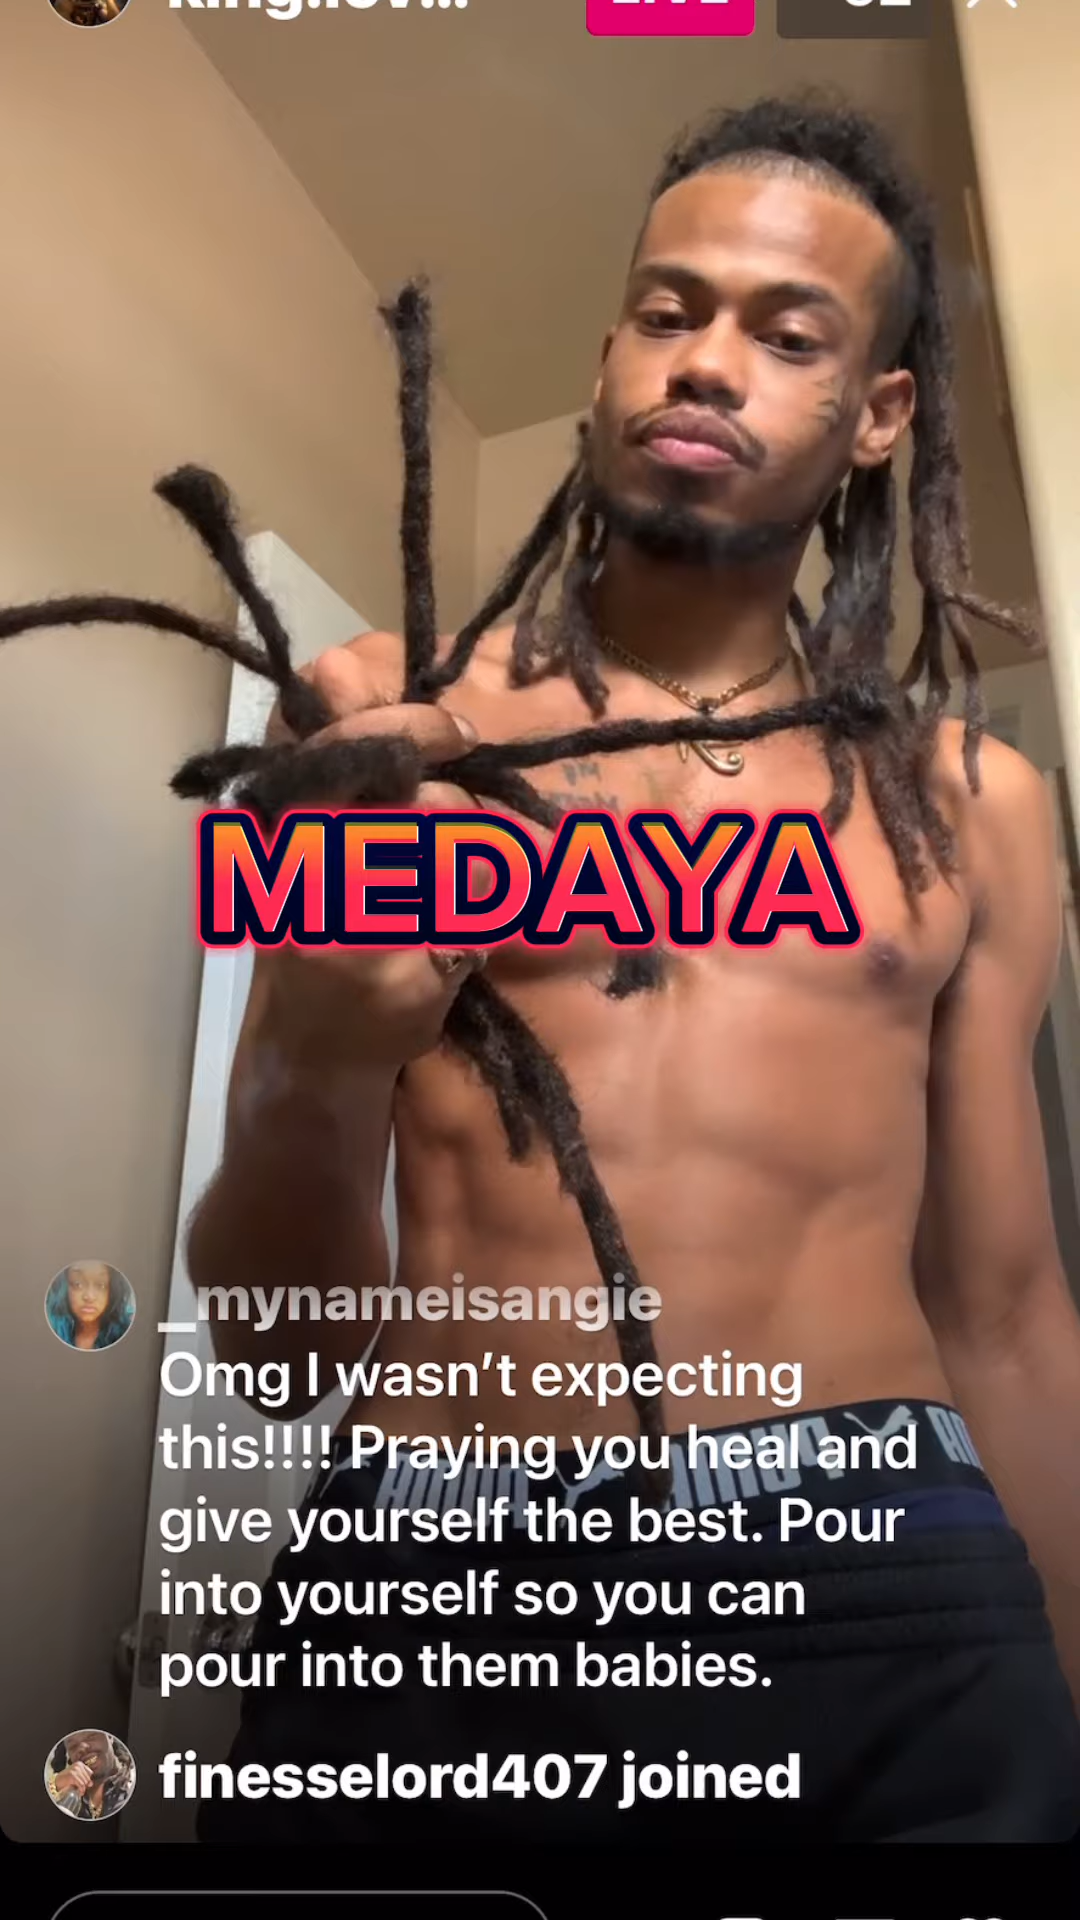 MEDAYA
_mynameisangie
Omg I wasn't expecting
this!!!! Praying you heal and
give yourself the best. Pour
into yourself so you can
pour into them babies.
finesselord407 joined